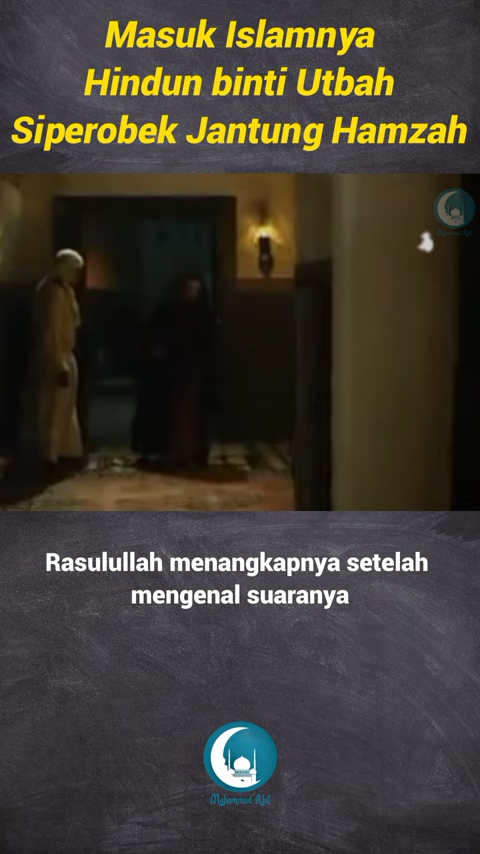 Masuk Islamnya
Hindun binti Utbah
Siperobek Jantung Hamzah
Rasulullah menangkapnya setelah
mengenal suaranya